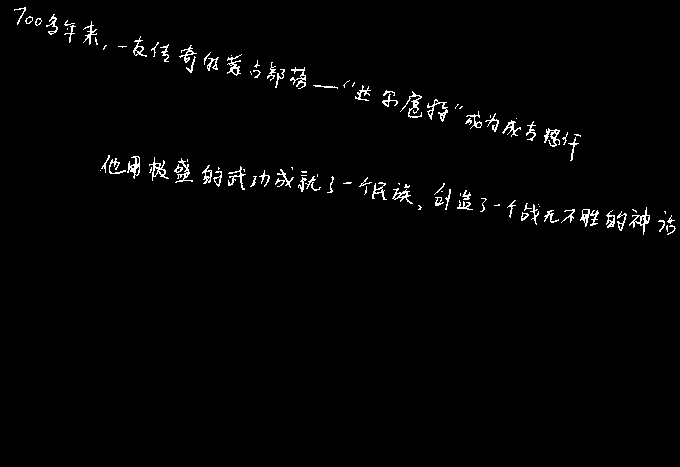 700多年来，一支传奇的蒙古部落—“达尔扈特”成为成吉思汗
他用极盛的武功成就了一个民族，创造了一个战无不胜的神话